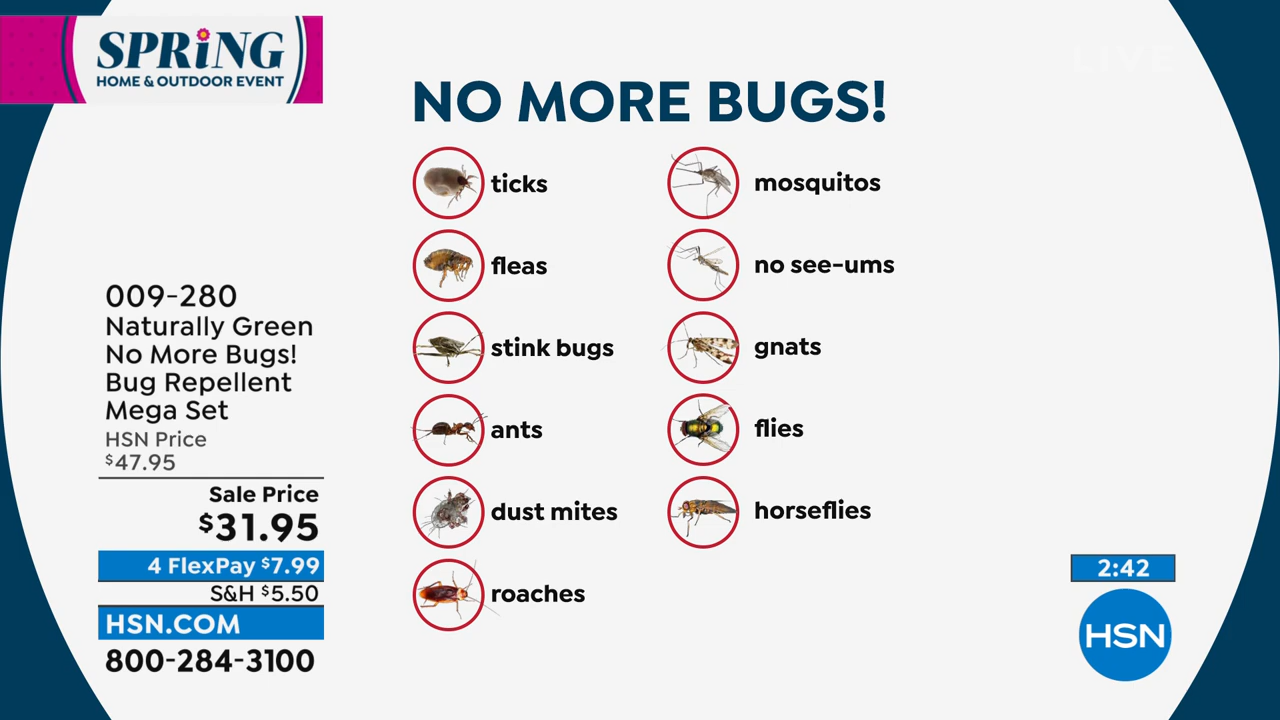 SPRiNG
HOME & OUTDOOR EVENT
LIVE
NO MORE BUGS!
ticks
mosquitos
fleas
no see-ums
stink bugs
gnats
ants
flies
dust mites
horseflies
roaches
009-280
Naturally Green
No More Bugs!
Bug Repellent
Mega Set
HSN Price
$47.95
Sale Price
$31.95
4 FlexPay $7.99
S&H $5.50
HSN.COM
800-284-3100
2:42
HSN